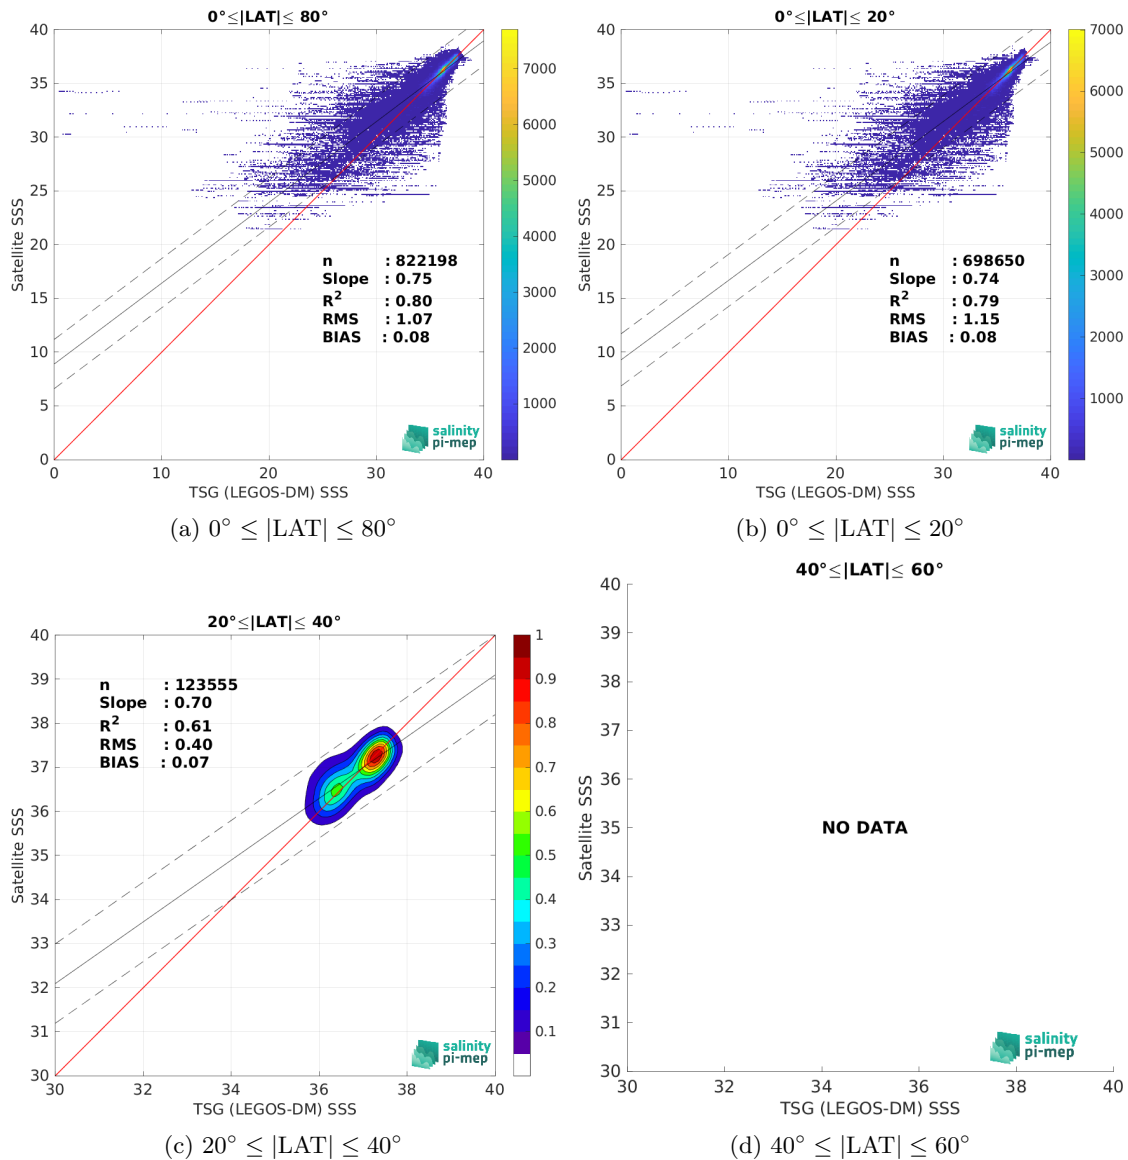 0°≤|LAT|≤ 80°
40
35
30
25
20
15
10
5
0
0
20
30
40
Satellite SSS
TSG (LEGOS-DM) SSS
n : 822198
Slope : 0.75
R² : 0.80
RMS : 1.07
BIAS : 0.08
7000
6000
5000
4000
3000
2000
1000
salinity
pi-mep
(a) 0° ≤ |LAT| ≤ 80°
0°≤|LAT|≤ 20°
40
35
30
25
20
15
10
5
0
0
10
20
30
40
Satellite SSS
TSG (LEGOS-DM) SSS
n : 698650
Slope : 0.74
R² : 0.79
RMS : 1.15
BIAS : 0.08
7000
6000
5000
4000
3000
2000
1000
salinity
pi-mep
(b) 0° ≤ |LAT| ≤ 20°
20°≤|LAT|≤ 40°
40
39
38
37
36
35
34
33
32
31
30
30
32
34
36
38
40
Satellite SSS
TSG (LEGOS-DM) SSS
n : 123555
Slope : 0.70
R² : 0.61
RMS : 0.40
BIAS : 0.07
1
0.9
0.8
0.7
0.6
0.5
0.4
0.3
0.2
0.1
salinity
pi-mep
(c) 20° ≤ |LAT| ≤ 40°
40°≤|LAT|≤ 60°
40
39
38
37
36
35
34
33
32
31
30
30
32
34
36
38
40
Satellite SSS
TSG (LEGOS-DM) SSS
NO DATA
salinity
pi-mep
(d) 40° ≤ |LAT| ≤ 60°